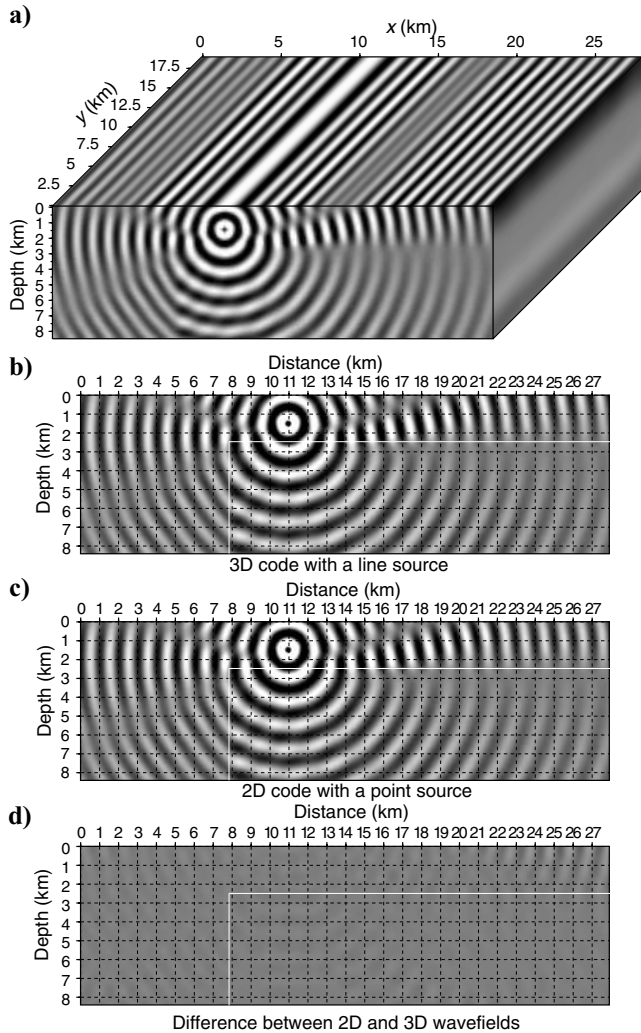 a)
x (km)
0 5 10 15 20 25
y (km)
17.5
15
12.5
10
7.5
5
2.5
Depth (km)
0
1
2
3
4
5
6
7
8
b)
Distance (km)
0 1 2 3 4 5 6 7 8 9 10 11 12 13 14 15 16 17 18 19 20 21 22 23 24 25 26 27
Depth (km)
0
1
2
3
4
5
6
7
8
3D code with a line source
c)
Distance (km)
0 1 2 3 4 5 6 7 8 9 10 11 12 13 14 15 16 17 18 19 20 21 22 23 24 25 26 27
Depth (km)
0
1
2
3
4
5
6
7
8
2D code with a point source
d)
Distance (km)
0 1 2 3 4 5 6 7 8 9 10 11 12 13 14 15 16 17 18 19 20 21 22 23 24 25 26 27
Depth (km)
0
1
2
3
4
5
6
7
8
Difference between 2D and 3D wavefields